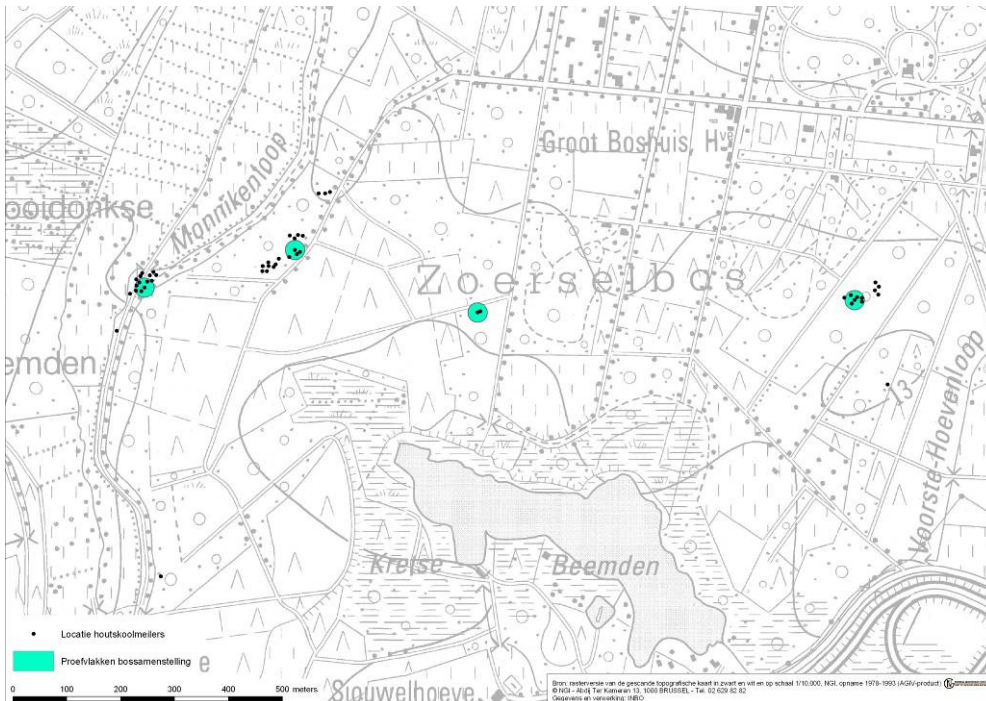 Groot Boshuis, Hve
ooidonkse
Monnikenloop
Zoerselbos
emden
13
Voorste Hoevenloop
Kreise Beemden
Locatie houtskoolmeilers
Proefvlakken bossamenstelling
e
Sjouwelhoeve
0 100 200 300 400 500 meters
Bron: rasterversie van de gescande topografische kaart in zwart en wit en op schaal 1/10.000, NGI, opname 1978-1993 (AGIV-product)
© NGI - Abdij Ter Kameren 13, 1000 BRUSSEL - Tel. 02 629 82 82
Gegevens en verwerking: INBO